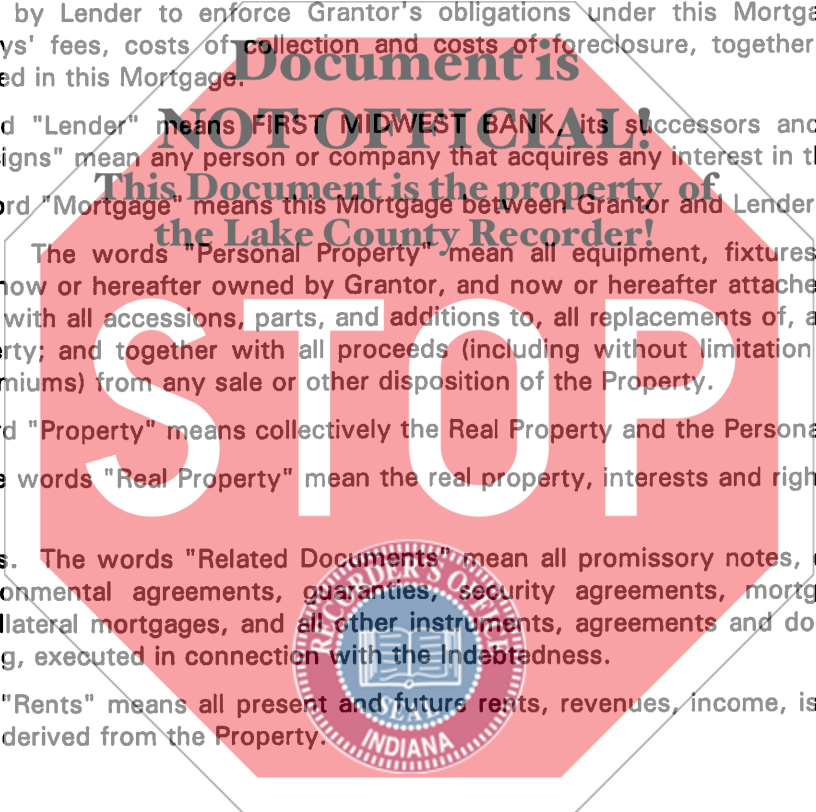 by Lender to enforce Grantor's obligations under this Mortga
ys' fees, costs of collection and costs of foreclosure, together
ed in this Mortgage.
Document is
d "Lender" means FIRST MIDWEST BANK, its successors and
NOT OFFICIAL!
signs" mean any person or company that acquires any interest in th
This Document is the property of
ord "Mortgage" means this Mortgage between Grantor and Lender
the Lake County Recorder!
The words "Personal Property" mean all equipment, fixtures
now or hereafter owned by Grantor, and now or hereafter attache
with all accessions, parts, and additions to, all replacements of, a
rty; and together with all proceeds (including without limitation
miums) from any sale or other disposition of the Property.
STOP
d "Property" means collectively the Real Property and the Persona
e words "Real Property" mean the real property, interests and righ
s. The words "Related Documents" mean all promissory notes,
onmental agreements, guaranties, security agreements, mortg
llateral mortgages, and all other instruments, agreements and do
g, executed in connection with the Indebtedness.
"Rents" means all present and future rents, revenues, income, is
derived from the Property.
RECORDER'S OFFICE
SEAL
INDIANA